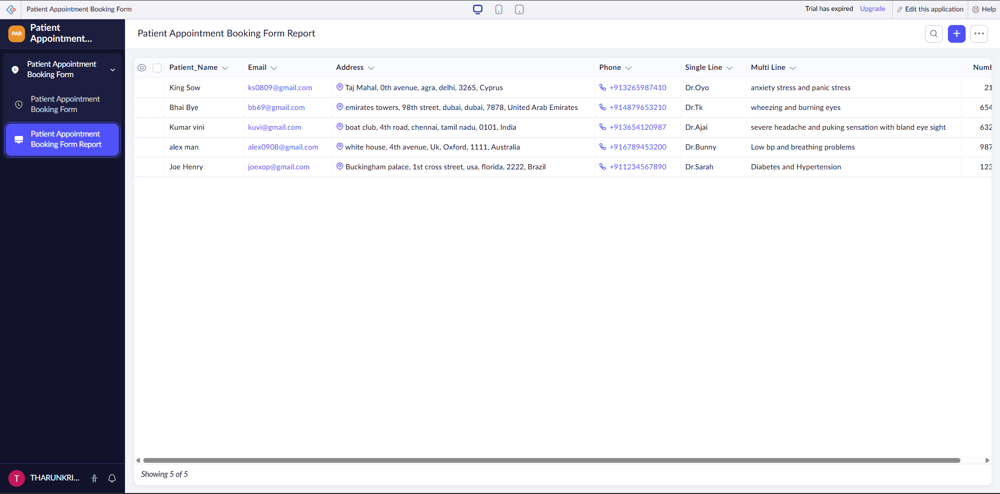 Patient Appointment Booking Form
Trial has expired Upgrade Edit this application Help
PAB Patient
Appointment...
Patient Appointment
Booking Form
Patient Appointment
Booking Form
Patient Appointment
Booking Form Report
Patient Appointment Booking Form Report
Patient_Name Email Address Phone Single Line Multi Line Numb
King Sow ks0809@gmail.com Taj Mahal, 0th avenue, agra, delhi, 3265, Cyprus +913265987410 Dr.Oyo anxiety stress and panic stress 21
Bhai Bye bb69@gmail.com emirates towers, 98th street, dubai, dubai, 7878, United Arab Emirates +914879653210 Dr.Tk wheezing and burning eyes 654
Kumar vini kuvi@gmail.com boat club, 4th road, chennai, tamil nadu, 0101, India +913654120987 Dr.Ajai severe headache and puking sensation with bland eye sight 632
alex man alex0908@gmail.com white house, 4th avenue, Uk, Oxford, 1111, Australia +916789453200 Dr.Bunny Low bp and breathing problems 987
Joe Henry joexop@gmail.com Buckingham palace, 1st cross street, usa, florida, 2222, Brazil +911234567890 Dr.Sarah Diabetes and Hypertension 123
Showing 5 of 5
T THARUNKRI...